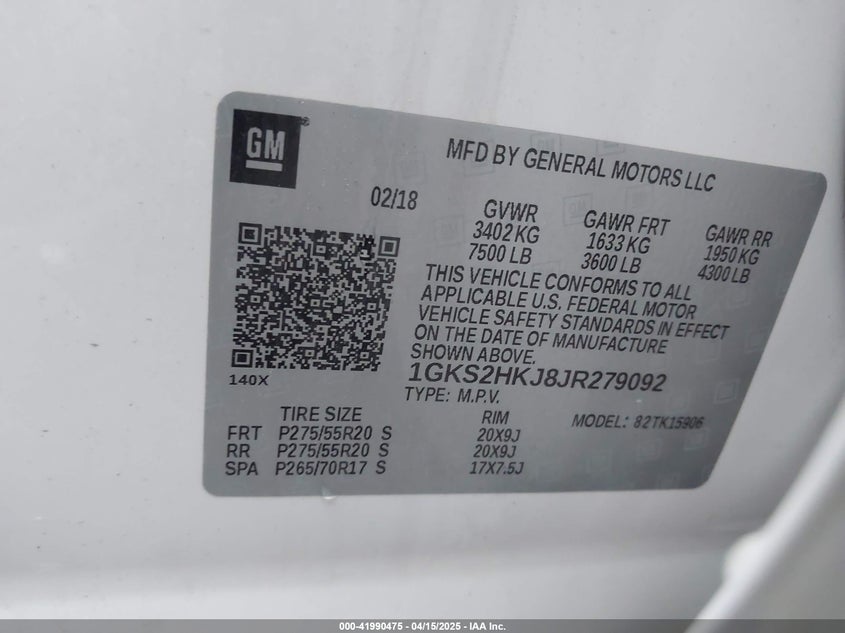 GM
MFD BY GENERAL MOTORS LLC
02/18
GVWR GAWR FRT GAWR RR
3402 KG 1633 KG 1950 KG
7500 LB 3600 LB 4300 LB
THIS VEHICLE CONFORMS TO ALL
APPLICABLE U.S. FEDERAL MOTOR
VEHICLE SAFETY STANDARDS IN EFFECT
ON THE DATE OF MANUFACTURE
SHOWN ABOVE.
140X
1GKS2HKJ8JR279092
TYPE: M.P.V.
TIRE SIZE RIM MODEL: 82TK15906
FRT P275/55R20 S 20X9J
RR P275/55R20 S 20X9J
SPA P265/70R17 S 17X7.5J
000-41990475 - 04/15/2025 - IAA Inc.